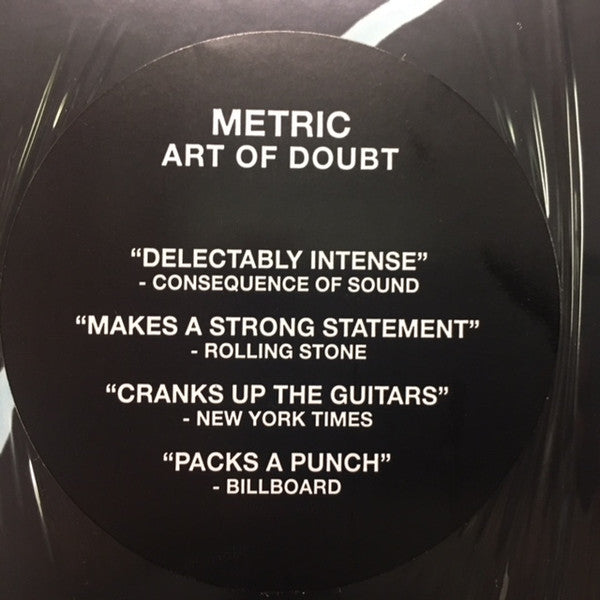 METRIC
ART OF DOUBT
“DELECTABLY INTENSE”
- CONSEQUENCE OF SOUND
“MAKES A STRONG STATEMENT”
- ROLLING STONE
“CRANKS UP THE GUITARS”
- NEW YORK TIMES
“PACKS A PUNCH”
- BILLBOARD